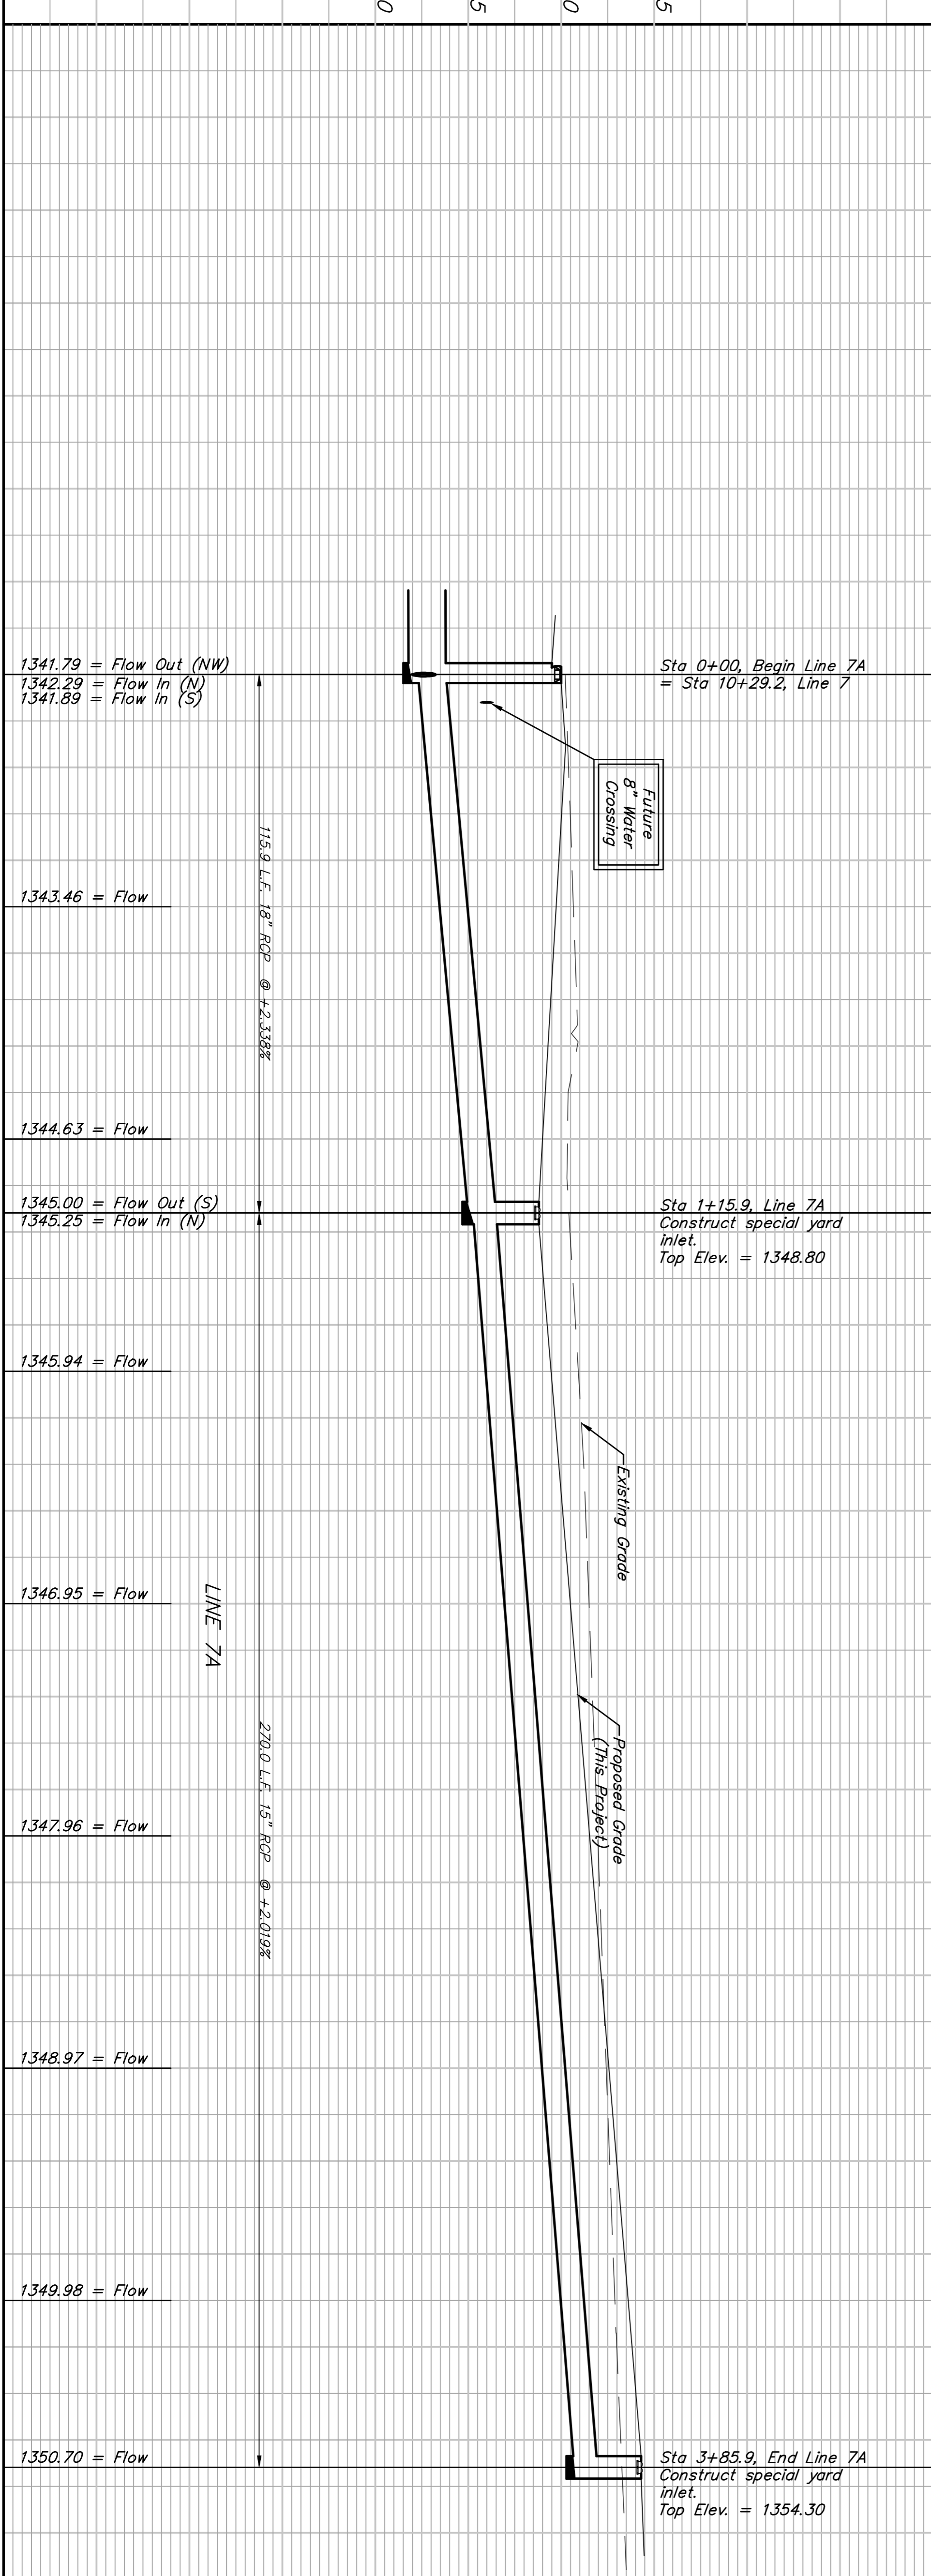 0
5
0
5
1341.79 = Flow Out (NW)
1342.29 = Flow In (N)
1341.89 = Flow In (S)
Sta 0+00, Begin Line 7A
= Sta 10+29.2, Line 7
Future
8" Water
Crossing
115.9 L.F. 18" RCP @ +2.338%
1343.46 = Flow
1344.63 = Flow
1345.00 = Flow Out (S)
1345.25 = Flow In (N)
Sta 1+15.9, Line 7A
Construct special yard
inlet.
Top Elev. = 1348.80
1345.94 = Flow
Existing Grade
1346.95 = Flow
LINE 7A
Proposed Grade
(This Project)
270.0 L.F. 15" RCP @ +2.019%
1347.96 = Flow
1348.97 = Flow
1349.98 = Flow
1350.70 = Flow
Sta 3+85.9, End Line 7A
Construct special yard
inlet.
Top Elev. = 1354.30